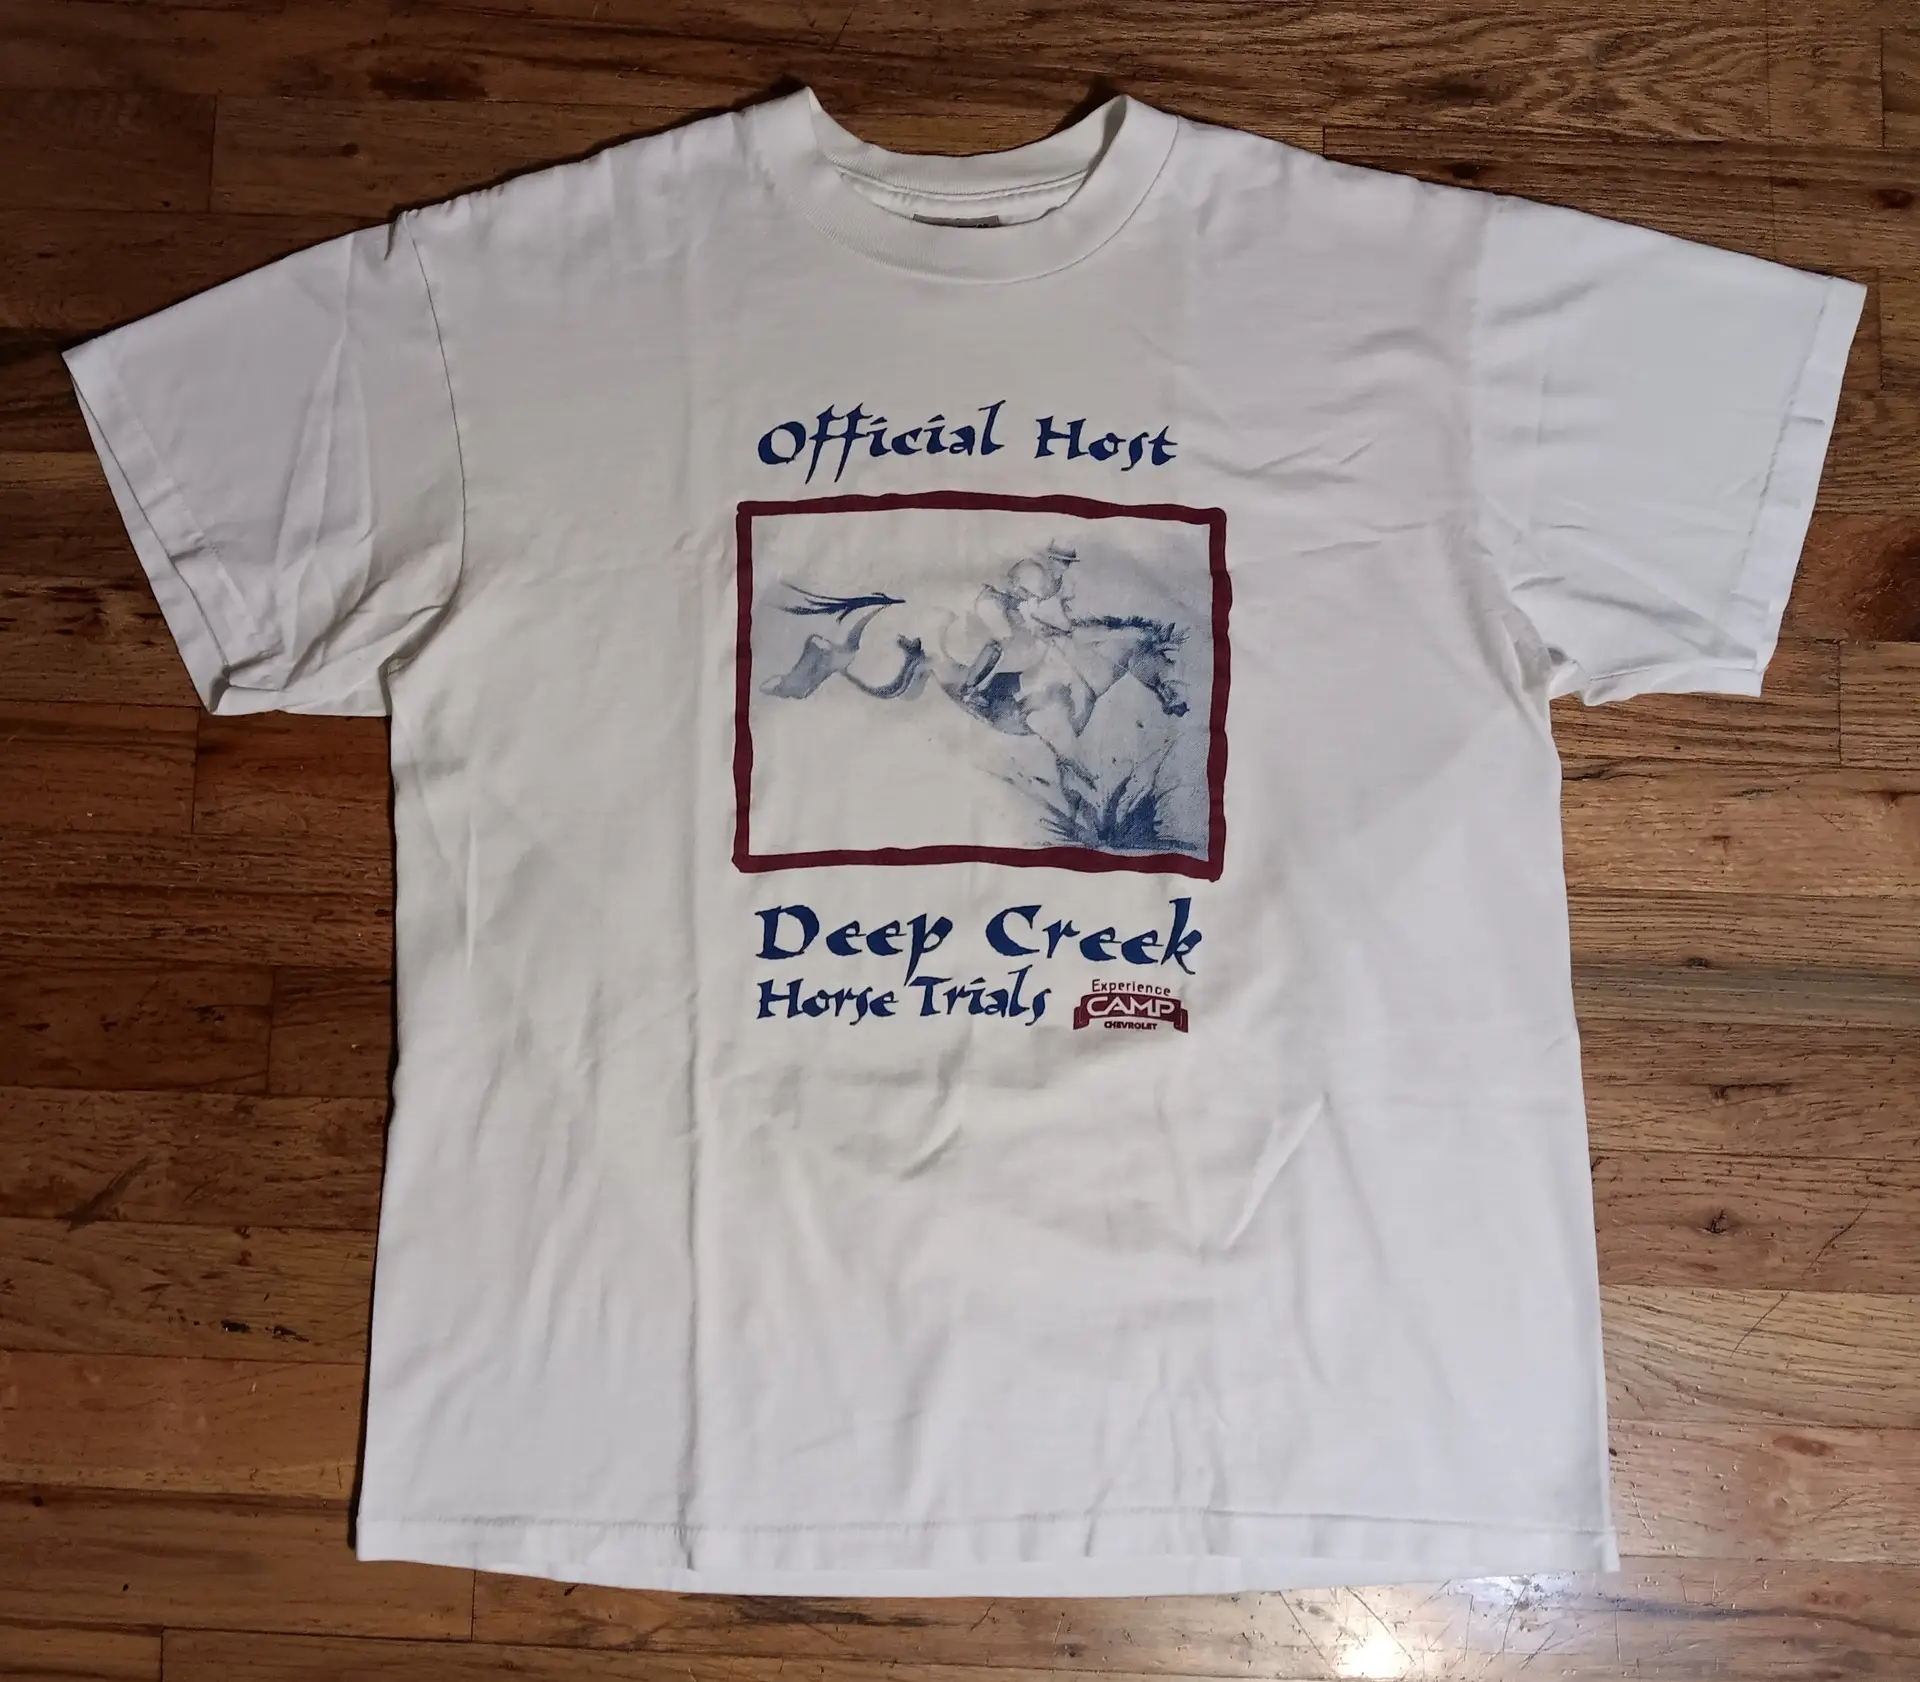 Official Host
Deep Creek
Horse Trials
Experience
CAMP
CHEVROLET